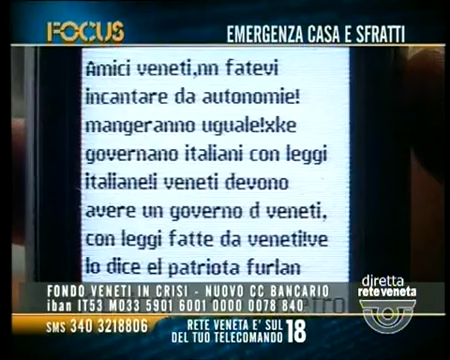 FOCUS
EMERGENZA CASA E SFRATTI
Amici veneti,nn fatevi
incantare da autonomie!
mangeranno uguale!xke
governano italiani con leggi
italiane!i veneti devono
avere un governo d veneti,
con leggi fatte da veneti!ve
lo dice el patriota furlan
FONDO VENETI IN CRISI - NUOVO CC BANCARIO
iban IT53 M033 5901 6001 0000 0078 840
diretta
reteveneta
SMS 340 3218806
RETE VENETA E' SUL
DEL TUO TELECOMANDO 18